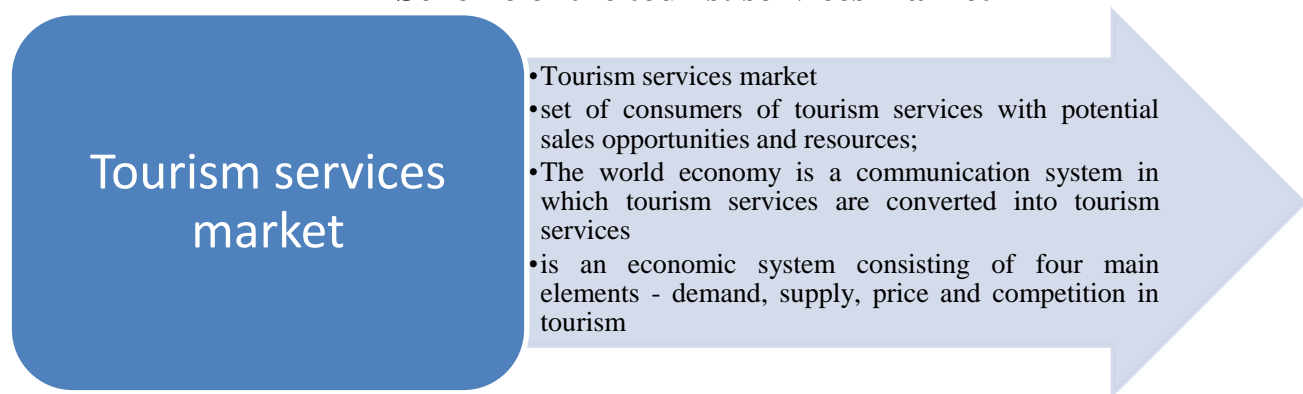 Tourism services
market
•Tourism services market
•set of consumers of tourism services with potential
sales opportunities and resources;
•The world economy is a communication system in
which tourism services are converted into tourism
services
•is an economic system consisting of four main
elements - demand, supply, price and competition in
tourism